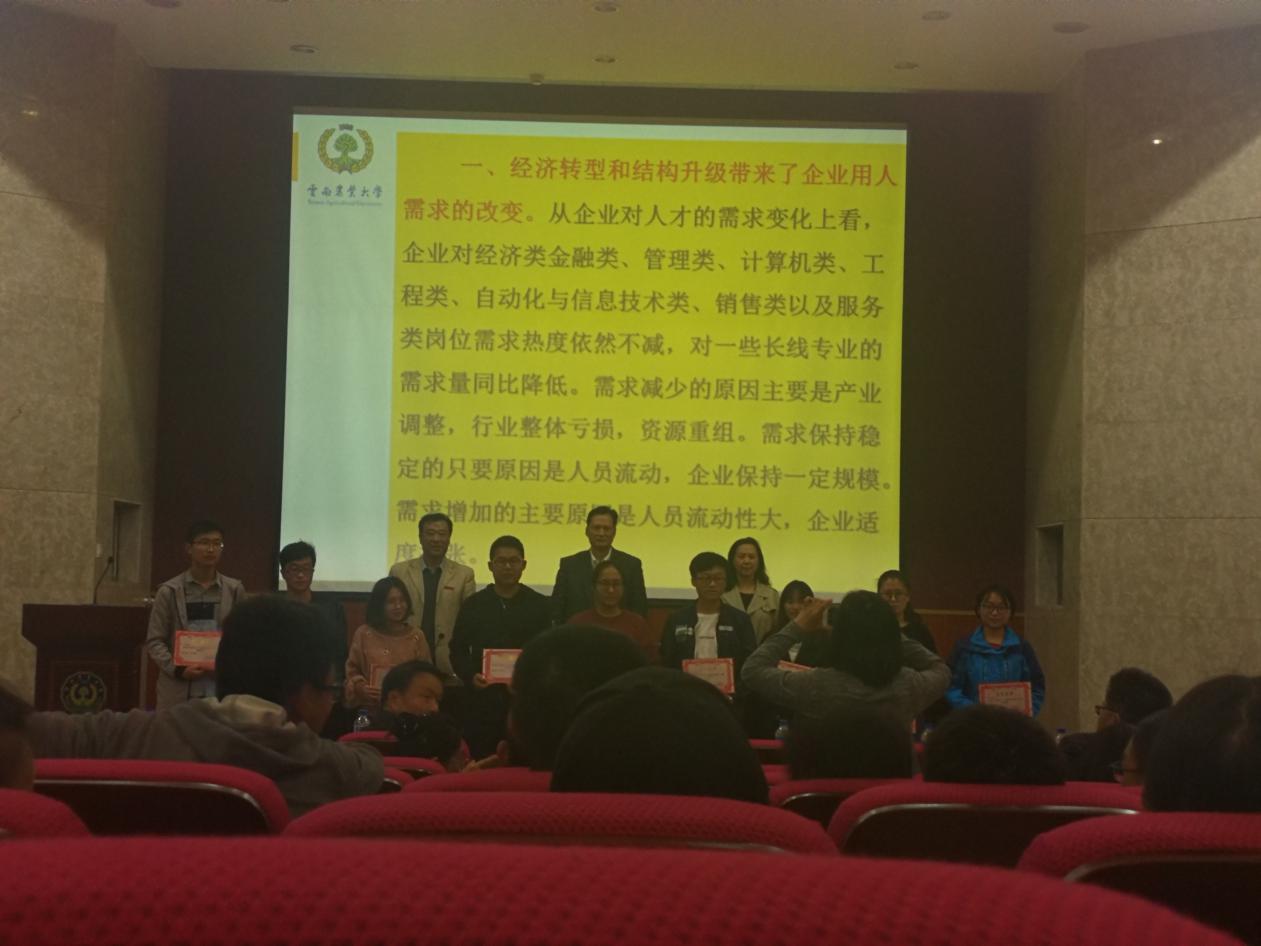 云南农业大学
Yunnan Agricultural University
一、经济转型和结构升级带来了企业用人
需求的改变。从企业对人才的需求变化上看，
企业对经济类金融类、管理类、计算机类、工
程类、自动化与信息技术类、销售类以及服务
类岗位需求热度依然不减，对一些长线专业的
需求量同比降低。需求减少的原因主要是产业
调整，行业整体亏损，资源重组。需求保持稳
定的只要原因是人员流动，企业保持一定规模。
需求增加的主要原 是人员流动性大，企业适
度 张。